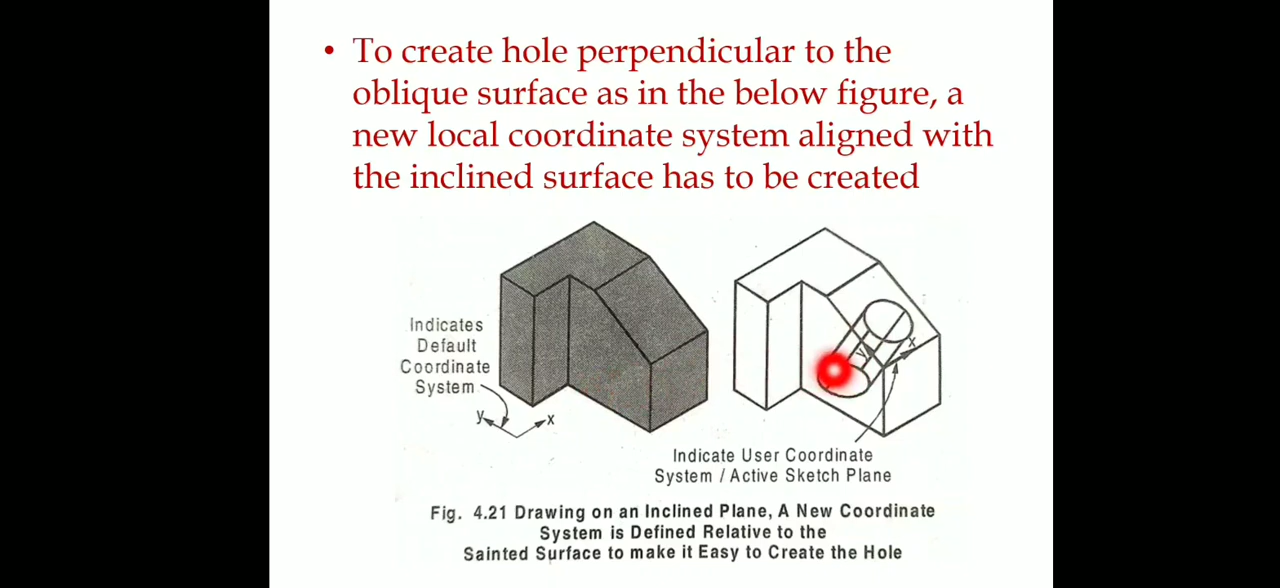 • To create hole perpendicular to the
oblique surface as in the below figure, a
new local coordinate system aligned with
the inclined surface has to be created
Indicates
Default
Coordinate
System
y
x
y
x
Indicate User Coordinate
System / Active Sketch Plane
Fig. 4.21 Drawing on an Inclined Plane, A New Coordinate
System is Defined Relative to the
Sainted Surface to make it Easy to Create the Hole